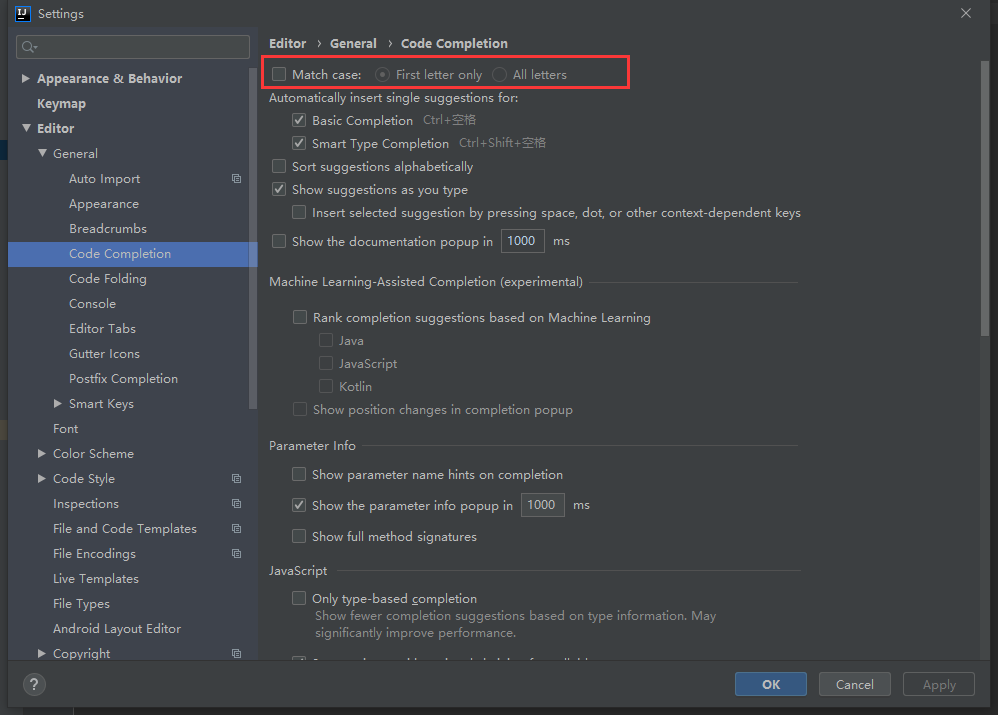 Settings
Appearance & Behavior
Keymap
Editor
General
Auto Import
Appearance
Breadcrumbs
Code Completion
Code Folding
Console
Editor Tabs
Gutter Icons
Postfix Completion
Smart Keys
Font
Color Scheme
Code Style
Inspections
File and Code Templates
File Encodings
Live Templates
File Types
Android Layout Editor
Copyright
Editor › General › Code Completion
Match case: First letter only All letters
Automatically insert single suggestions for:
Basic Completion Ctrl+空格
Smart Type Completion Ctrl+Shift+空格
Sort suggestions alphabetically
Show suggestions as you type
Insert selected suggestion by pressing space, dot, or other context-dependent keys
Show the documentation popup in 1000 ms
Machine Learning-Assisted Completion (experimental)
Rank completion suggestions based on Machine Learning
Java
JavaScript
Kotlin
Show position changes in completion popup
Parameter Info
Show parameter name hints on completion
Show the parameter info popup in 1000 ms
Show full method signatures
JavaScript
Only type-based completion
Show fewer completion suggestions based on type information. May
significantly improve performance.
? OK Cancel Apply